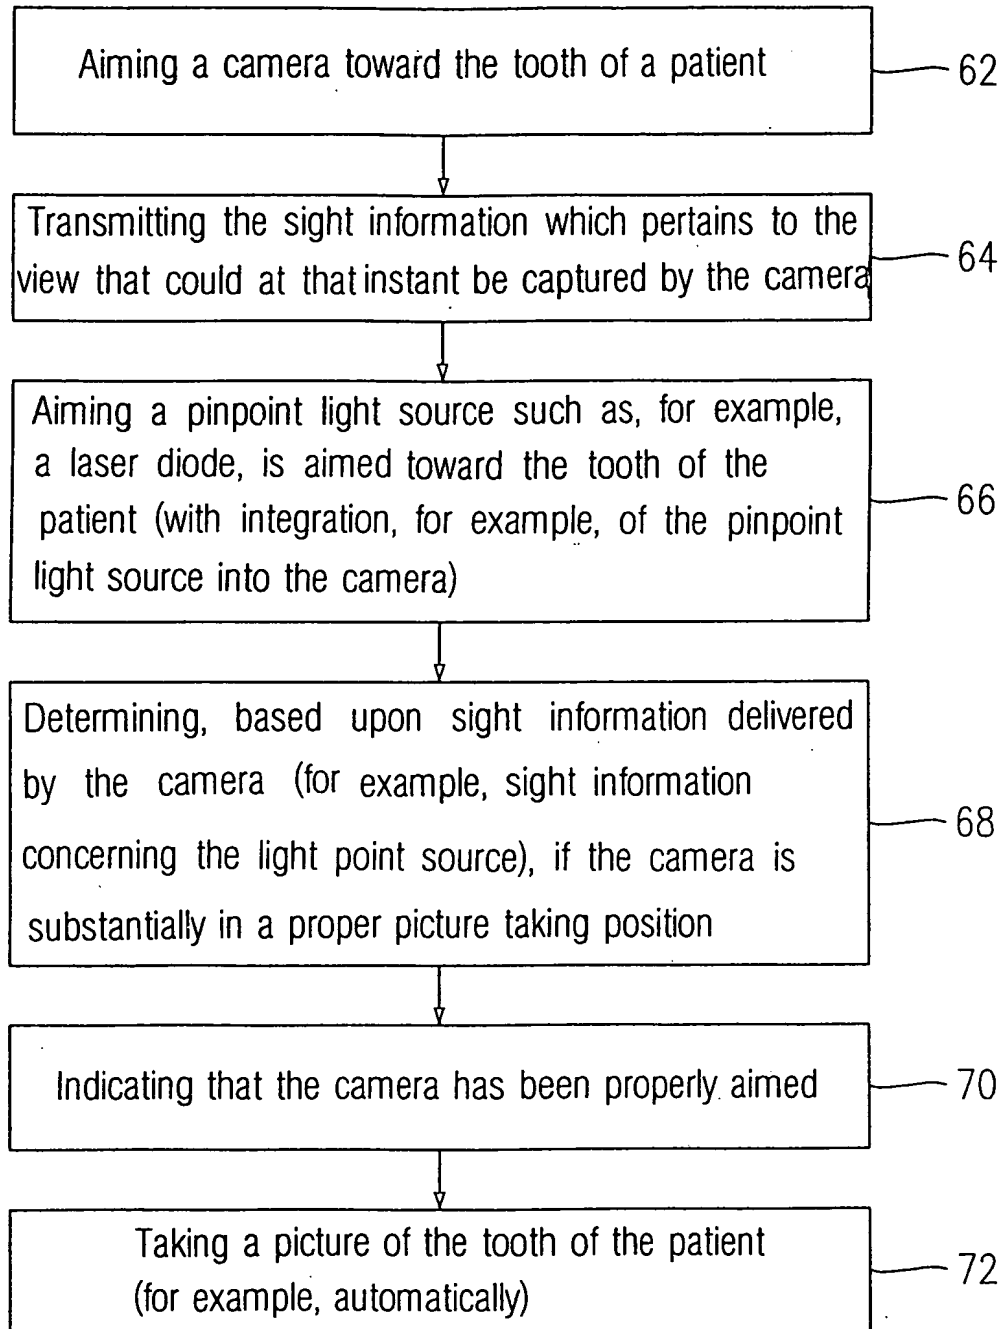 Aiming a camera toward the tooth of a patient
62
Transmitting the sight information which pertains to the
view that could at that instant be captured by the camera
64
Aiming a pinpoint light source such as, for example,
a laser diode, is aimed toward the tooth of the
patient (with integration, for example, of the pinpoint
light source into the camera)
66
Determining, based upon sight information delivered
by the camera (for example, sight information
concerning the light point source), if the camera is
substantially in a proper picture taking position
68
Indicating that the camera has been properly aimed
70
Taking a picture of the tooth of the patient
(for example, automatically)
72